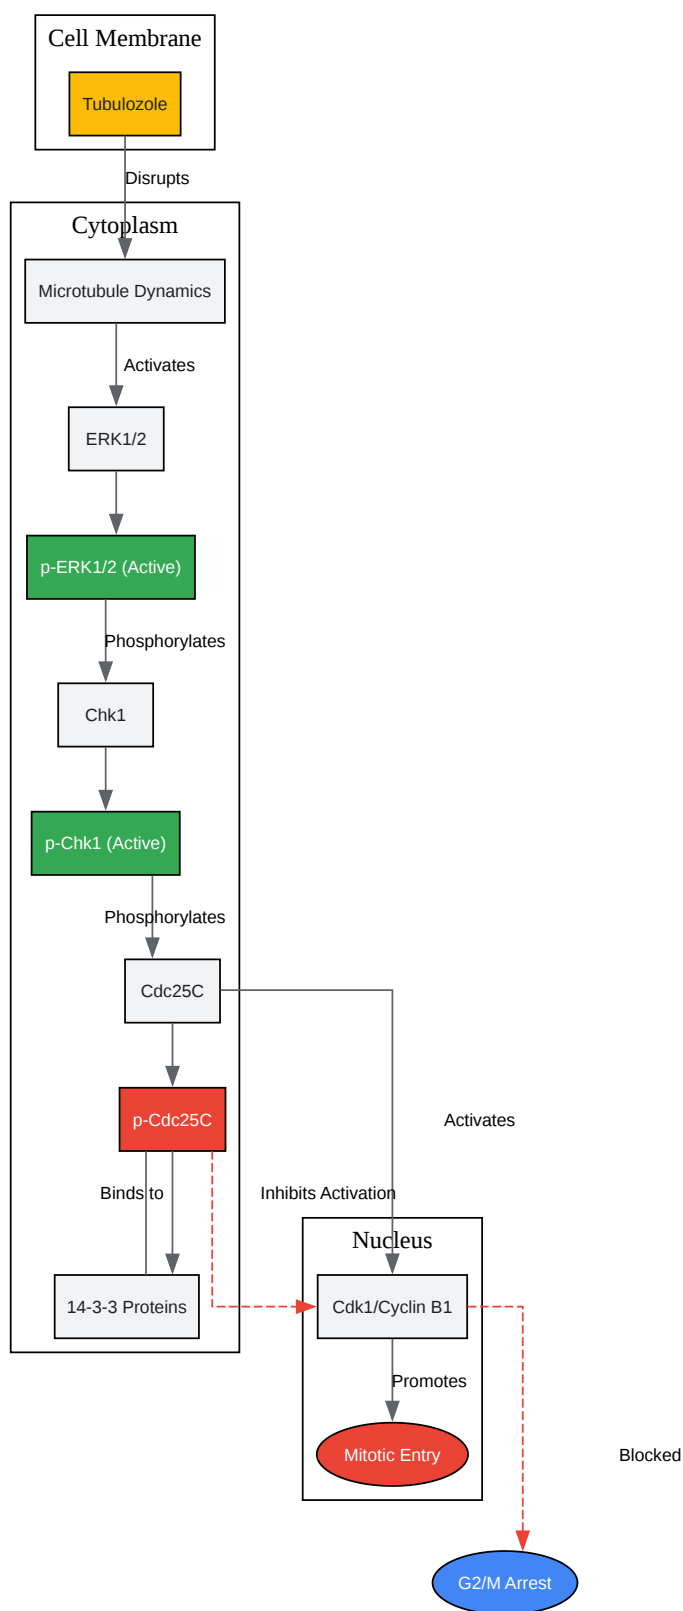 Cell Membrane
Tubulozole
Disrupts
Cytoplasm
Microtubule Dynamics
Activates
ERK1/2
p-ERK1/2 (Active)
Phosphorylates
Chk1
p-Chk1 (Active)
Phosphorylates
Cdc25C
p-Cdc25C
Activates
Binds to
Inhibits Activation
Nucleus
14-3-3 Proteins
Cdk1/Cyclin B1
Promotes
Mitotic Entry
Blocked
G2/M Arrest